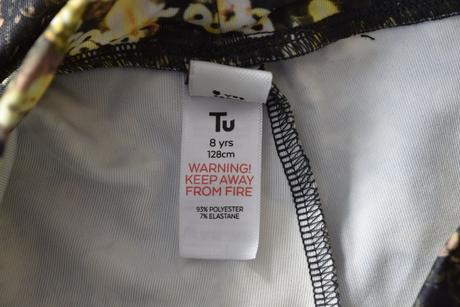 Tu
8 yrs
128cm
WARNING!
KEEP AWAY
FROM FIRE
93% POLYESTER
7% ELASTANE